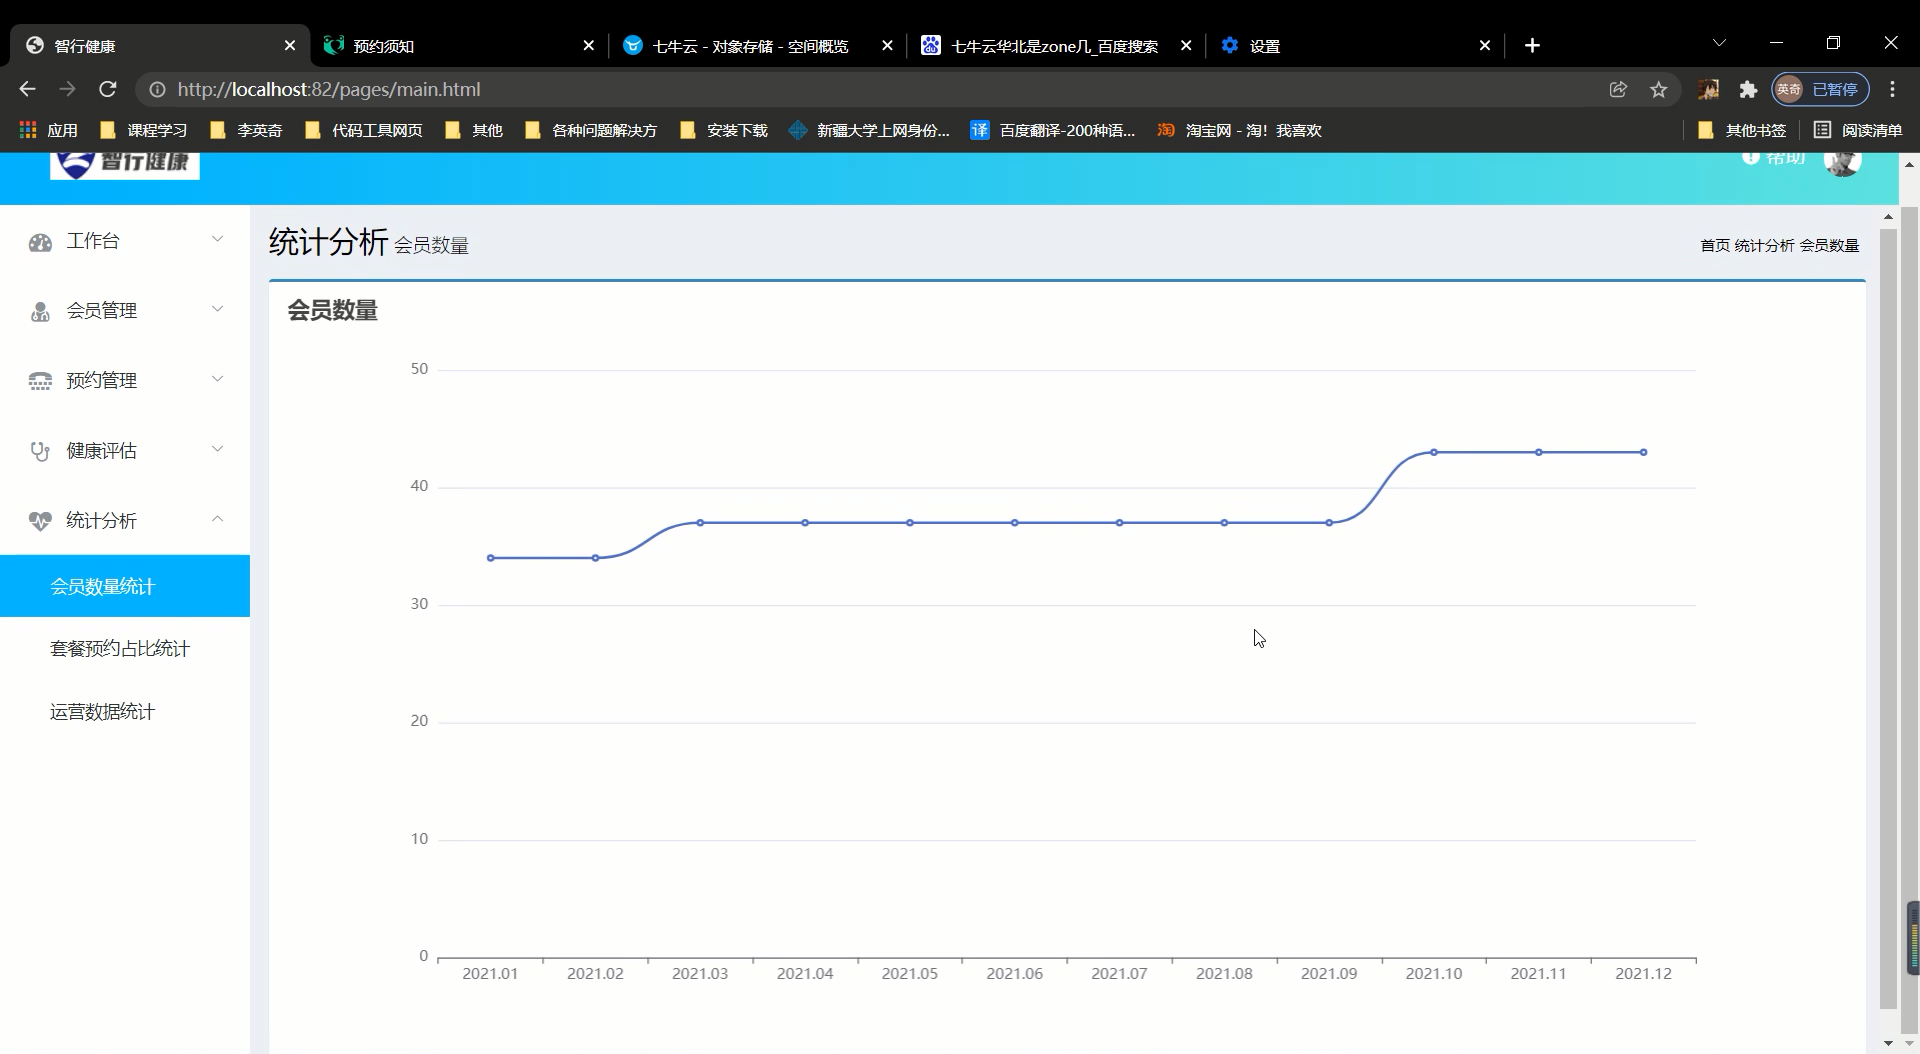 智行健康
预约须知
七牛云 - 对象存储 - 空间概览
七牛云华北是zone几_百度搜索
设置
http://localhost:82/pages/main.html
英奇 已暂停
应用
课程学习
李英奇
代码工具网页
其他
各种问题解决方
安装下载
新疆大学上网身份...
译 百度翻译-200种语...
淘 淘宝网 - 淘！我喜欢
其他书签
阅读清单
智行健康
帮助
工作台
会员管理
预约管理
健康评估
统计分析
会员数量统计
套餐预约占比统计
运营数据统计
统计分析 会员数量
首页 统计分析 会员数量
会员数量
50
40
30
20
10
0
2021.01 2021.02 2021.03 2021.04 2021.05 2021.06 2021.07 2021.08 2021.09 2021.10 2021.11 2021.12